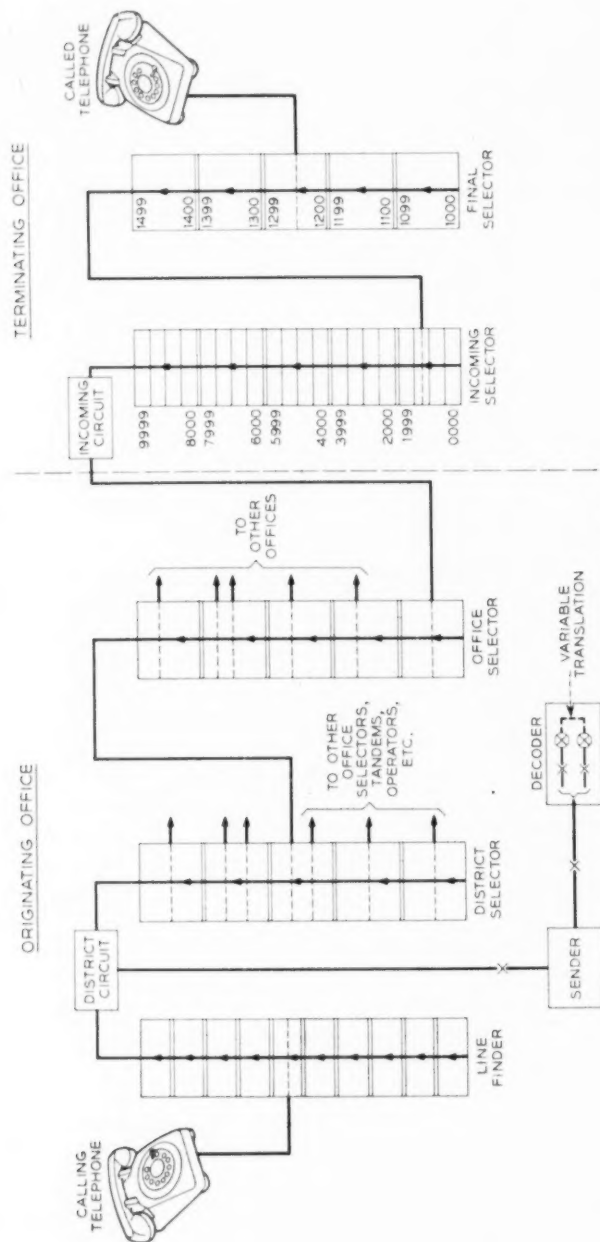 ORIGINATING OFFICE
TERMINATING OFFICE
CALLING
TELEPHONE
LINE
FINDER
DISTRICT
CIRCUIT
SENDER
DECODER
VARIABLE
TRANSLATION
DISTRICT
SELECTOR
TO OTHER
OFFICE
SELECTORS,
TANDEMS,
OPERATORS,
ETC.
OFFICE
SELECTOR
TO
OTHER
OFFICES
INCOMING
CIRCUIT
9999
8000
7999
6000
5999
4000
3999
2000
1999
0000
INCOMING
SELECTOR
1499
1400
1399
1300
1299
1200
1199
1100
1099
1000
FINAL
SELECTOR
CALLED
TELEPHONE